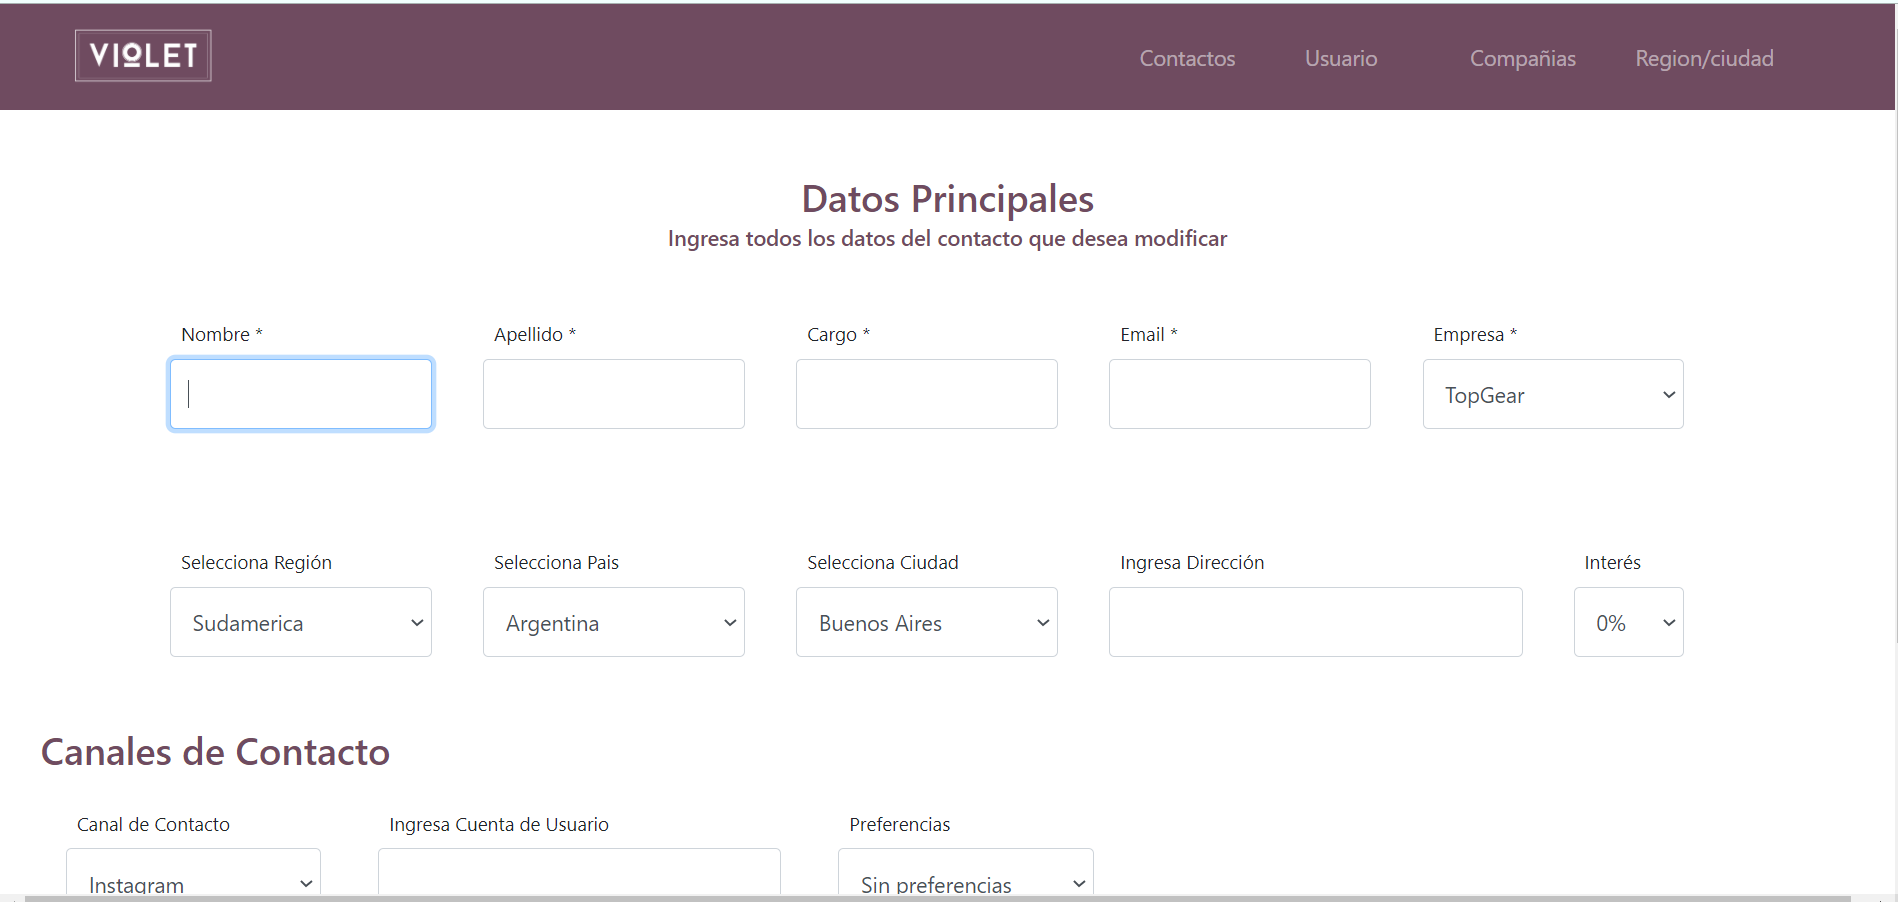 VIOLET
Contactos Usuario Compañias Region/ciudad
Datos Principales
Ingresa todos los datos del contacto que desea modificar
Nombre * Apellido * Cargo * Email * Empresa *
TopGear
Selecciona Región Selecciona Pais Selecciona Ciudad Ingresa Dirección Interés
Sudamerica Argentina Buenos Aires 0%
Canales de Contacto
Canal de Contacto Ingresa Cuenta de Usuario Preferencias
Instagram Sin preferencias